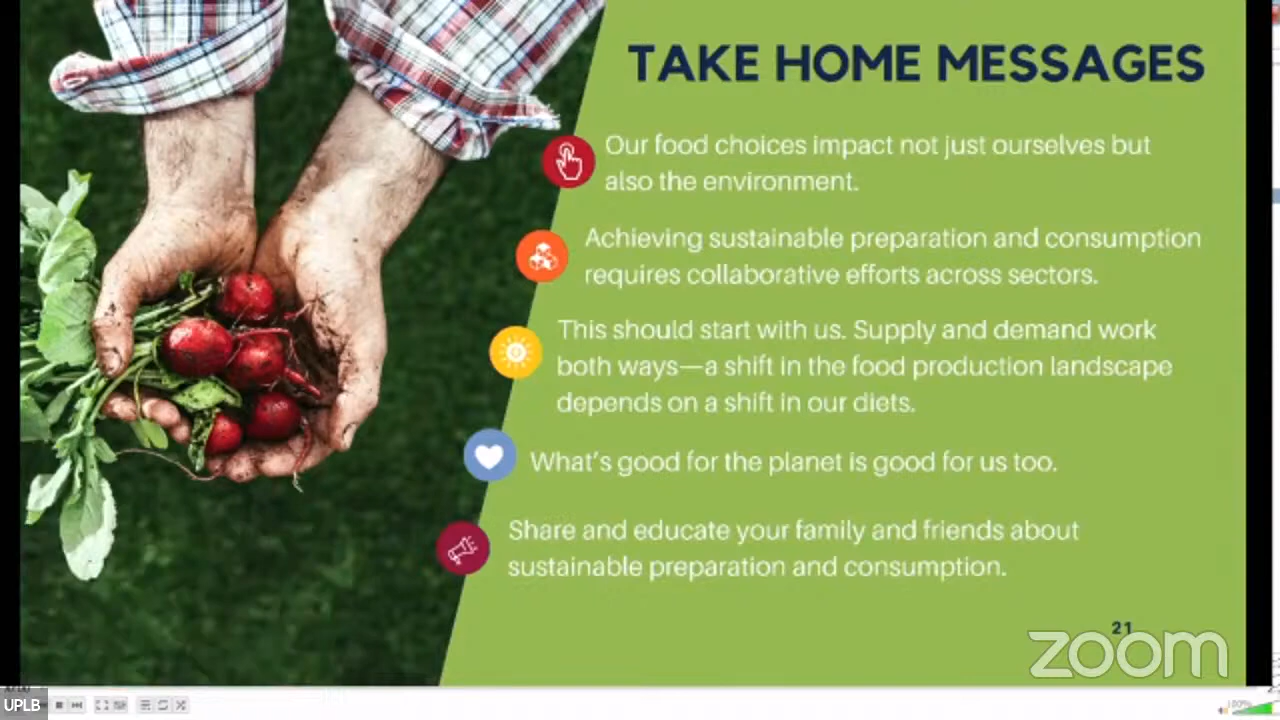 TAKE HOME MESSAGES
Our food choices impact not just ourselves but
also the environment.
Achieving sustainable preparation and consumption
requires collaborative efforts across sectors.
This should start with us. Supply and demand work
both ways—a shift in the food production landscape
depends on a shift in our diets.
What's good for the planet is good for us too.
Share and educate your family and friends about
sustainable preparation and consumption.
21
zoom
UPLB
100%